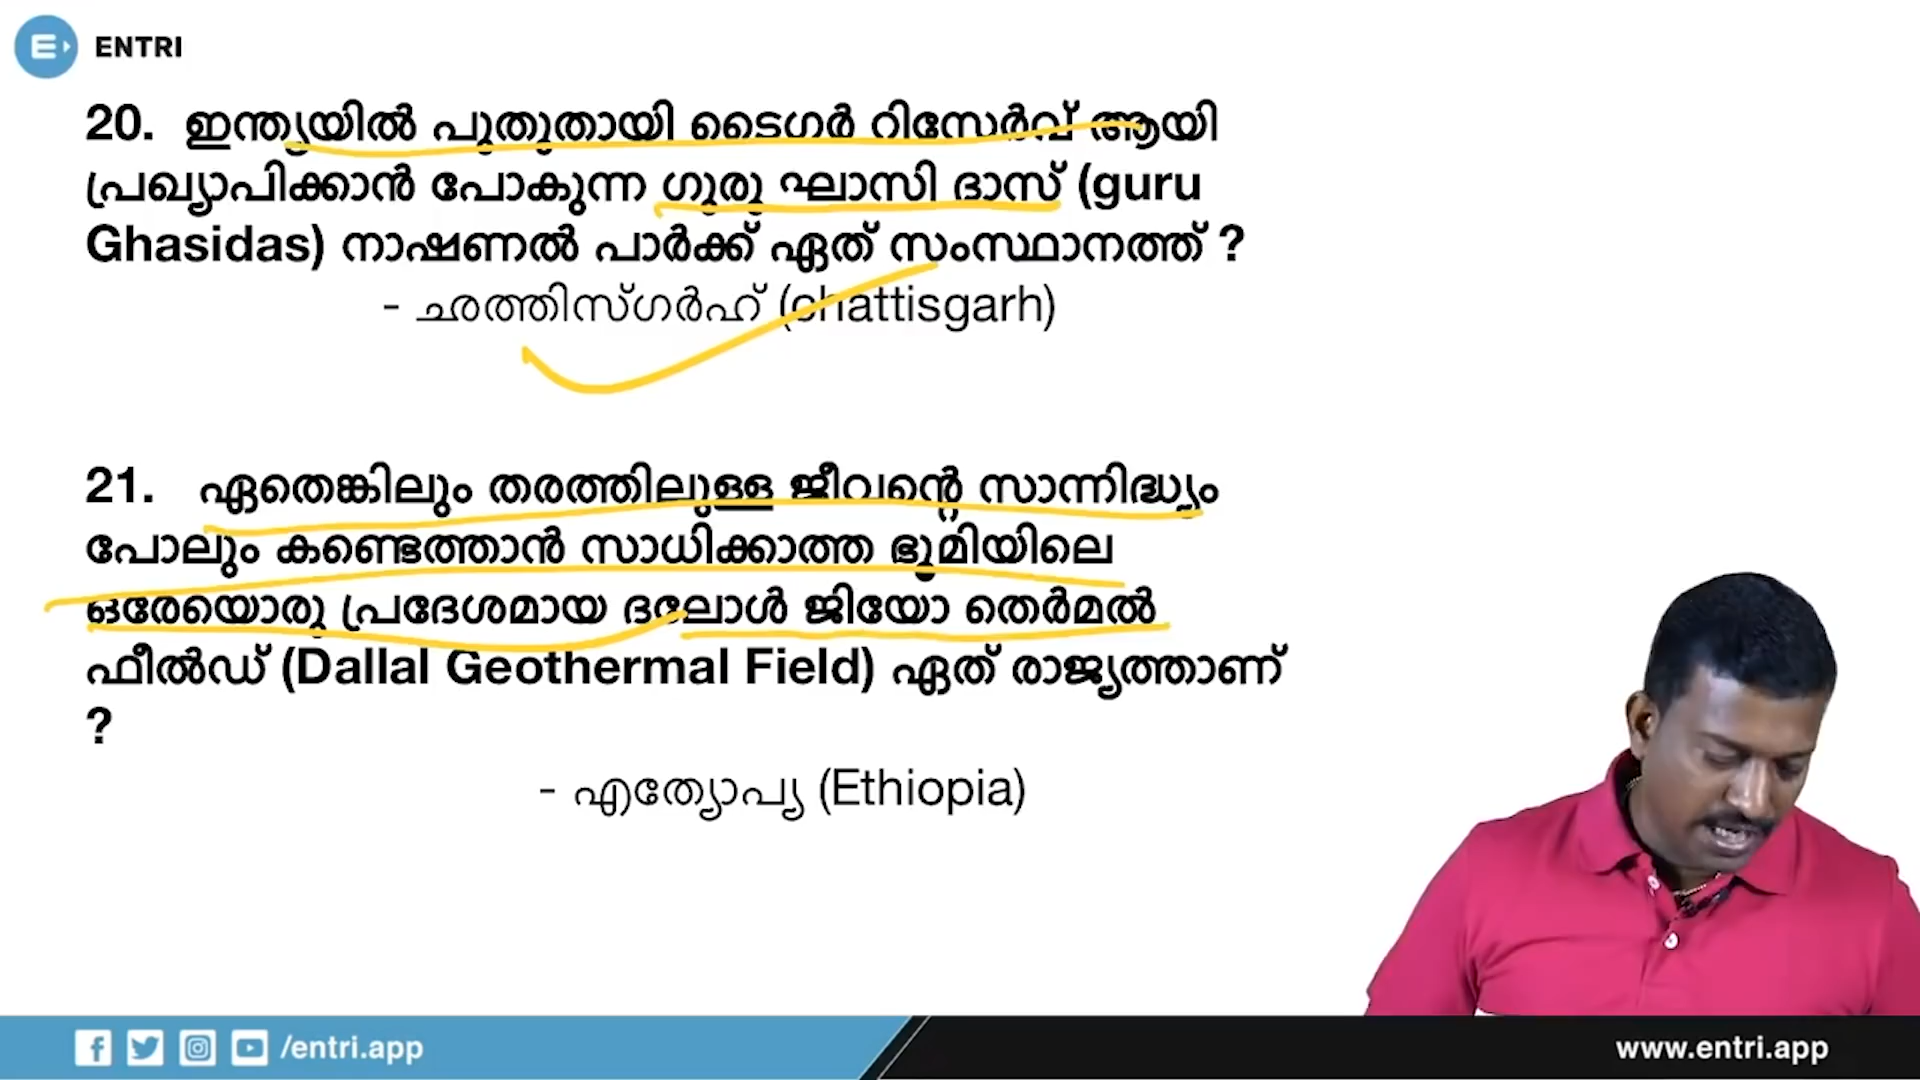 ENTRI
20. ഇന്ത്യയിൽ പുതുതായി ടൈഗർ റിസേർവ് ആയി
പ്രഖ്യാപിക്കാൻ പോകുന്ന ഗുരു ഘാസി ദാസ് (guru
Ghasidas) നാഷണൽ പാർക്ക് ഏത് സംസ്ഥാനത്ത് ?
- ഛത്തിസ്ഗർഹ് (chattisgarh)
21. ഏതെങ്കിലും തരത്തിലുള്ള ജീവന്റെ സാന്നിദ്ധ്യം
പോലും കണ്ടെത്താൻ സാധിക്കാത്ത ഭൂമിയിലെ
ഒരേയൊരു പ്രദേശമായ ദലോൾ ജിയോ തെർമൽ
ഫീൽഡ് (Dallal Geothermal Field) ഏത് രാജ്യത്താണ്
?
- എത്യോപ്യ (Ethiopia)
/entri.app
www.entri.app